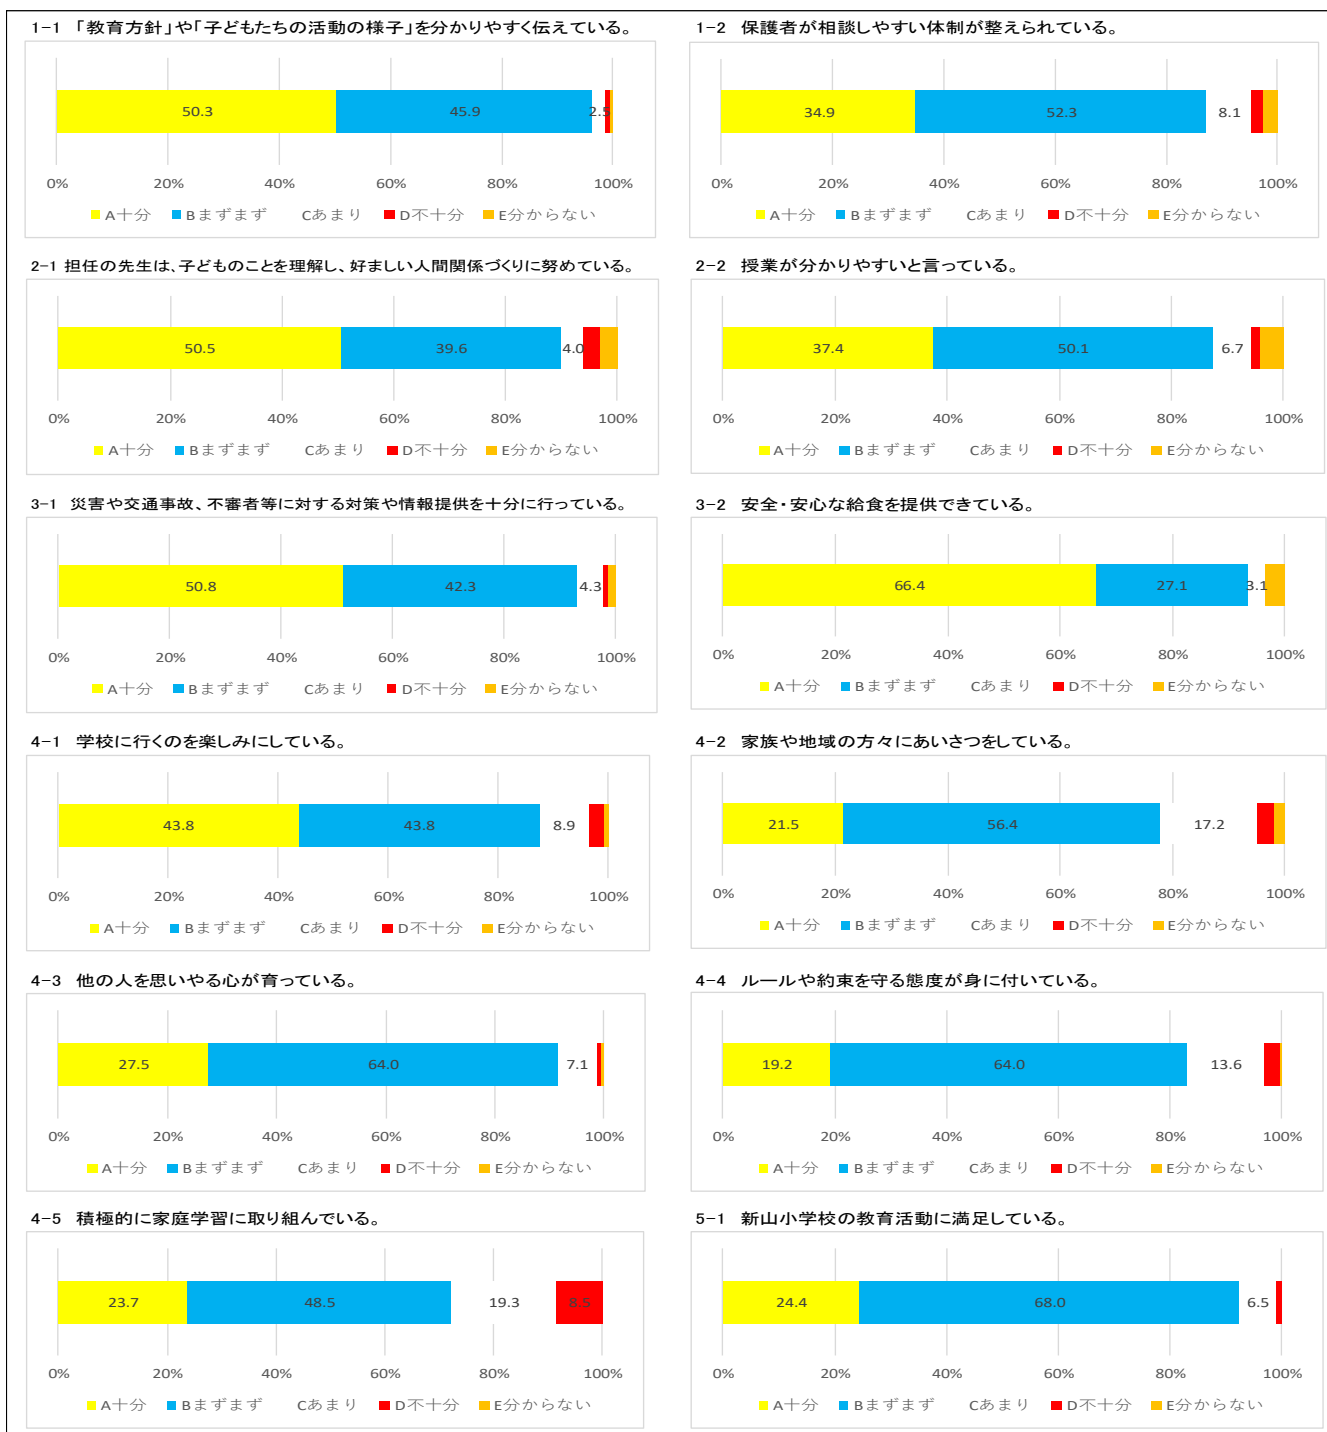 1-1 「教育方針」や「子どもたちの活動の様子」を分かりやすく伝えている。
50.3 45.9 2.5
0% 20% 40% 60% 80% 100%
A十分 Bまずまず Cあまり D不十分 E分からない
1-2 保護者が相談しやすい体制が整えられている。
34.9 52.3 8.1
0% 20% 40% 60% 80% 100%
A十分 Bまずまず Cあまり D不十分 E分からない
2-1 担任の先生は、子どものことを理解し、好ましい人間関係づくりに努めている。
50.5 39.6 4.0
0% 20% 40% 60% 80% 100%
A十分 Bまずまず Cあまり D不十分 E分からない
2-2 授業が分かりやすいと言っている。
37.4 50.1 6.7
0% 20% 40% 60% 80% 100%
A十分 Bまずまず Cあまり D不十分 E分からない
3-1 災害や交通事故、不審者等に対する対策や情報提供を十分に行っている。
50.8 42.3 4.3
0% 20% 40% 60% 80% 100%
A十分 Bまずまず Cあまり D不十分 E分からない
3-2 安全・安心な給食を提供できている。
66.4 27.1 3.1
0% 20% 40% 60% 80% 100%
A十分 Bまずまず Cあまり D不十分 E分からない
4-1 学校に行くのを楽しみにしている。
43.8 43.8 8.9
0% 20% 40% 60% 80% 100%
A十分 Bまずまず Cあまり D不十分 E分からない
4-2 家族や地域の方々にあいさつをしている。
21.5 56.4 17.2
0% 20% 40% 60% 80% 100%
A十分 Bまずまず Cあまり D不十分 E分からない
4-3 他の人を思いやる心が育っている。
27.5 64.0 7.1
0% 20% 40% 60% 80% 100%
A十分 Bまずまず Cあまり D不十分 E分からない
4-4 ルールや約束を守る態度が身に付いている。
19.2 64.0 13.6
0% 20% 40% 60% 80% 100%
A十分 Bまずまず Cあまり D不十分 E分からない
4-5 積極的に家庭学習に取り組んでいる。
23.7 48.5 19.3 8.5
0% 20% 40% 60% 80% 100%
A十分 Bまずまず Cあまり D不十分 E分からない
5-1 新山小学校の教育活動に満足している。
24.4 68.0 6.5
0% 20% 40% 60% 80% 100%
A十分 Bまずまず Cあまり D不十分 E分からない